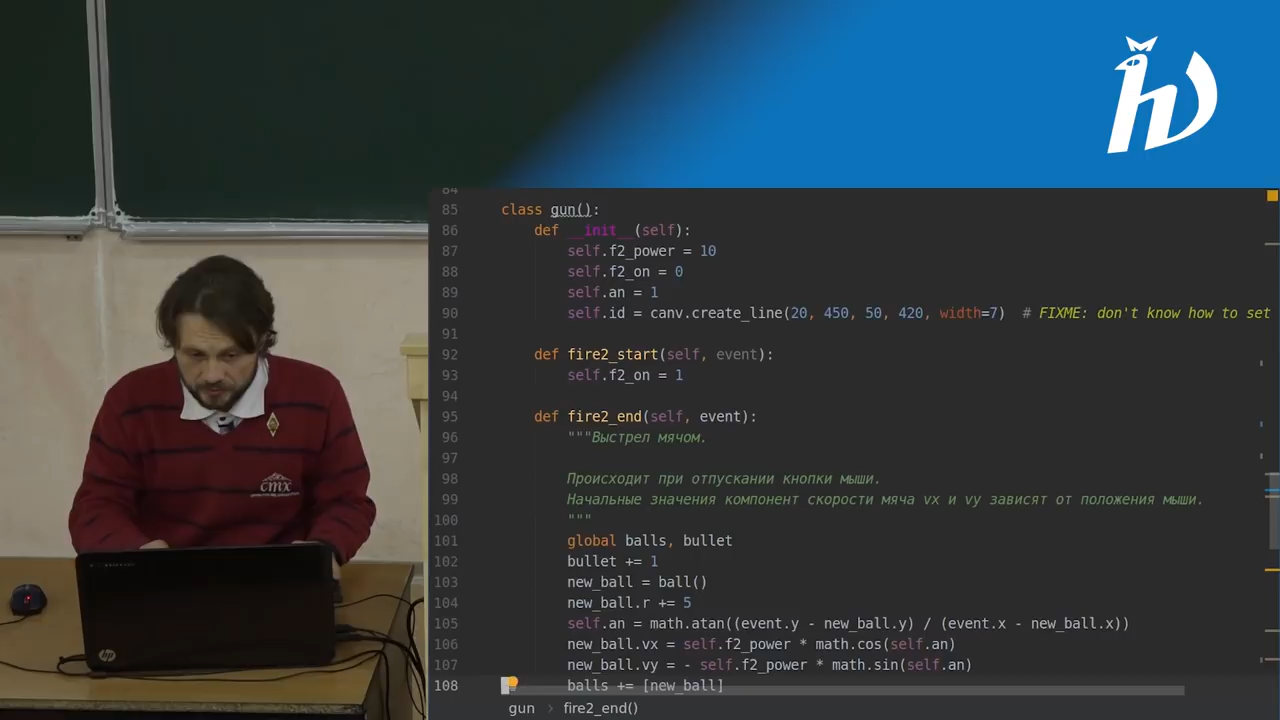 84
85 class gun():
86 def __init__(self):
87 self.f2_power = 10
88 self.f2_on = 0
89 self.an = 1
90 self.id = canv.create_line(20, 450, 50, 420, width=7) # FIXME: don't know how to set
91
92 def fire2_start(self, event):
93 self.f2_on = 1
94
95 def fire2_end(self, event):
96 """Выстрел мячом.
97
98 Происходит при отпускании кнопки мыши.
99 Начальные значения компонент скорости мяча vx и vy зависят от положения мыши.
100 """
101 global balls, bullet
102 bullet += 1
103 new_ball = ball()
104 new_ball.r += 5
105 self.an = math.atan((event.y - new_ball.y) / (event.x - new_ball.x))
106 new_ball.vx = self.f2_power * math.cos(self.an)
107 new_ball.vy = - self.f2_power * math.sin(self.an)
108 balls += [new_ball]
gun › fire2_end()
cmx
hp